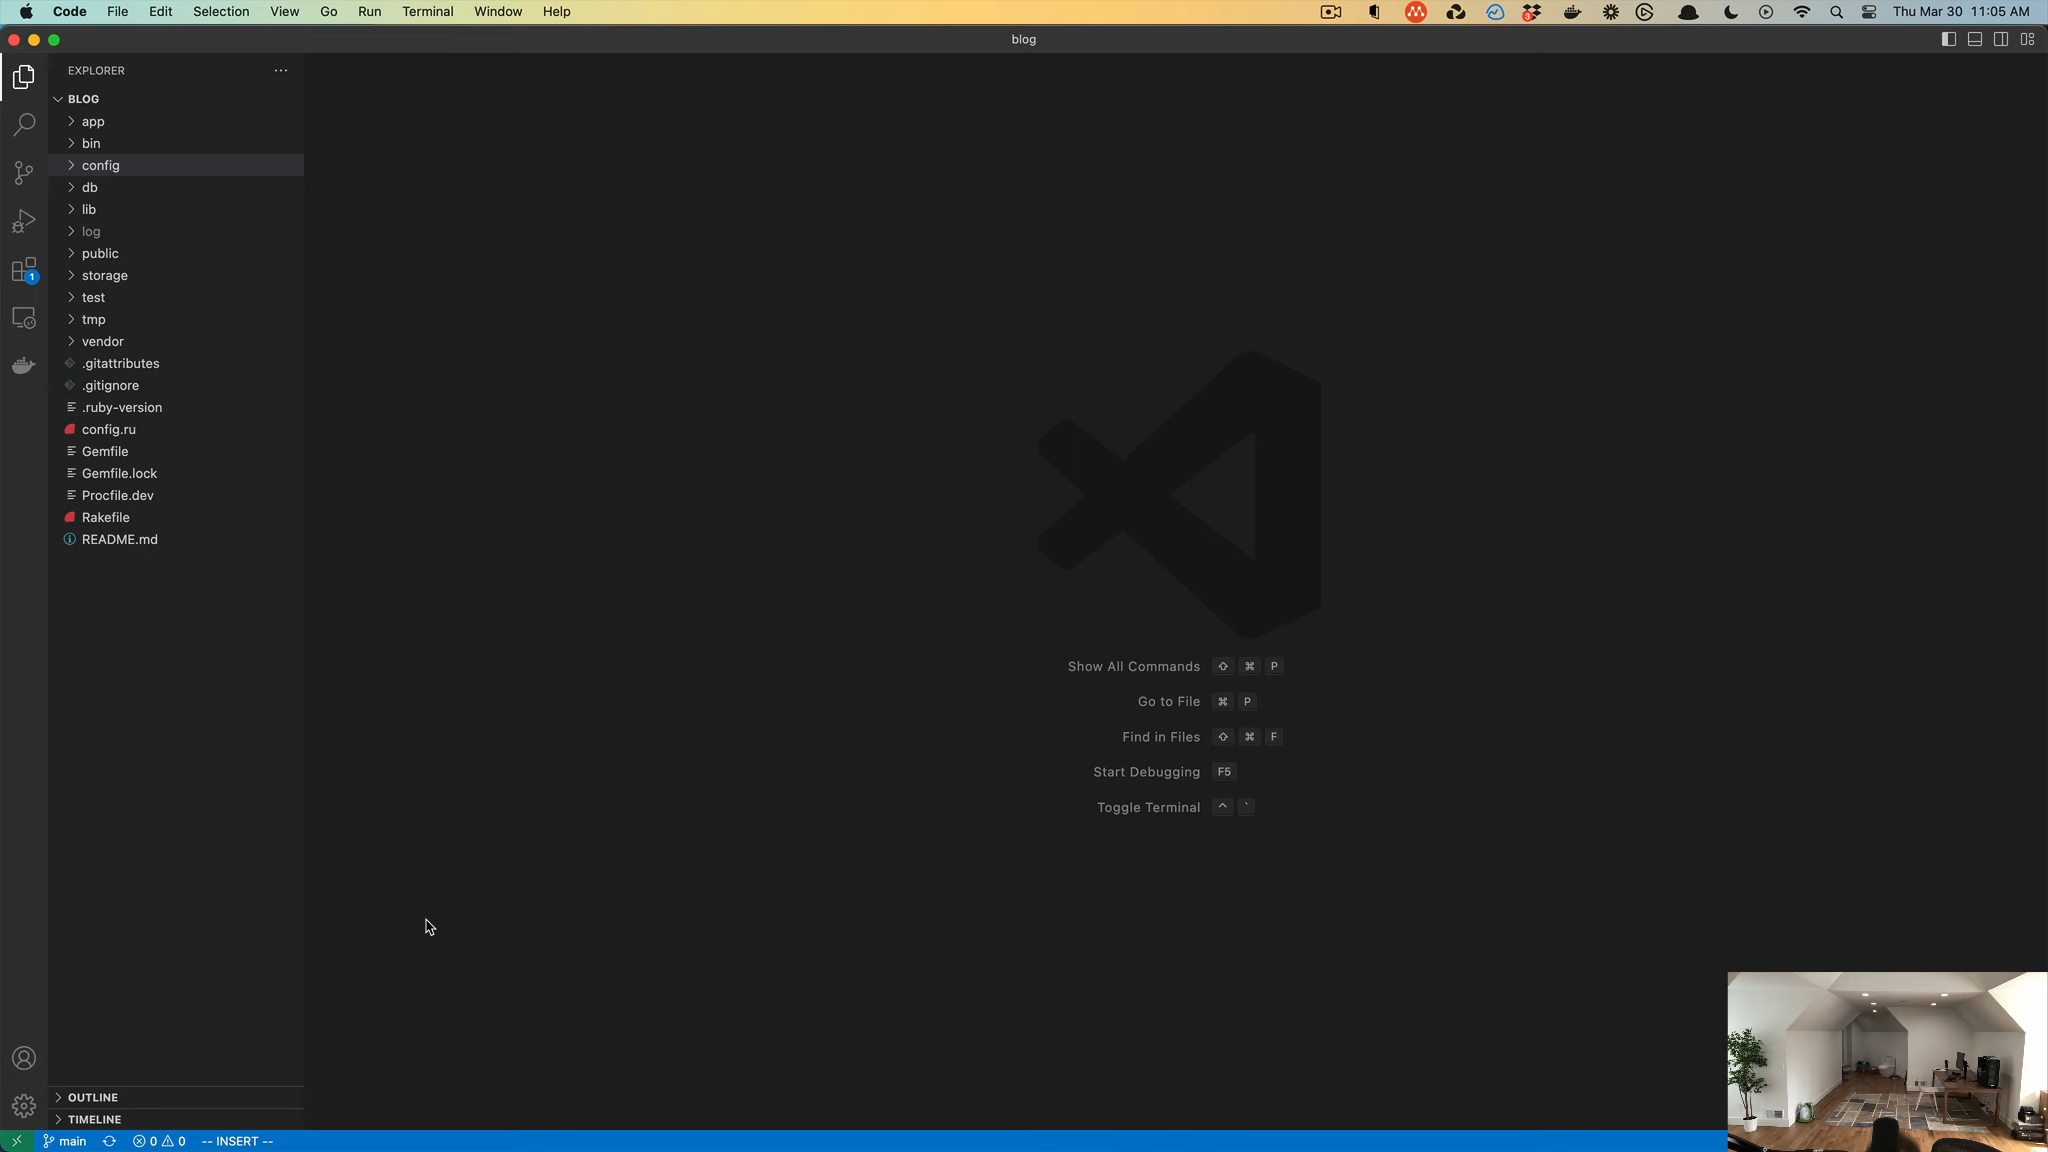 Code File Edit Selection View Go Run Terminal Window Help 3 Thu Mar 30 11:05 AM
blog
EXPLORER
BLOG
app
bin
config
db
lib
log
public
storage
test
tmp
vendor
.gitattributes
.gitignore
.ruby-version
config.ru
Gemfile
Gemfile.lock
Procfile.dev
Rakefile
README.md
1
Show All Commands ⇧ ⌘ P
Go to File ⌘ P
Find in Files ⇧ ⌘ F
Start Debugging F5
Toggle Terminal ^ `
OUTLINE
TIMELINE
main 0 0 -- INSERT --